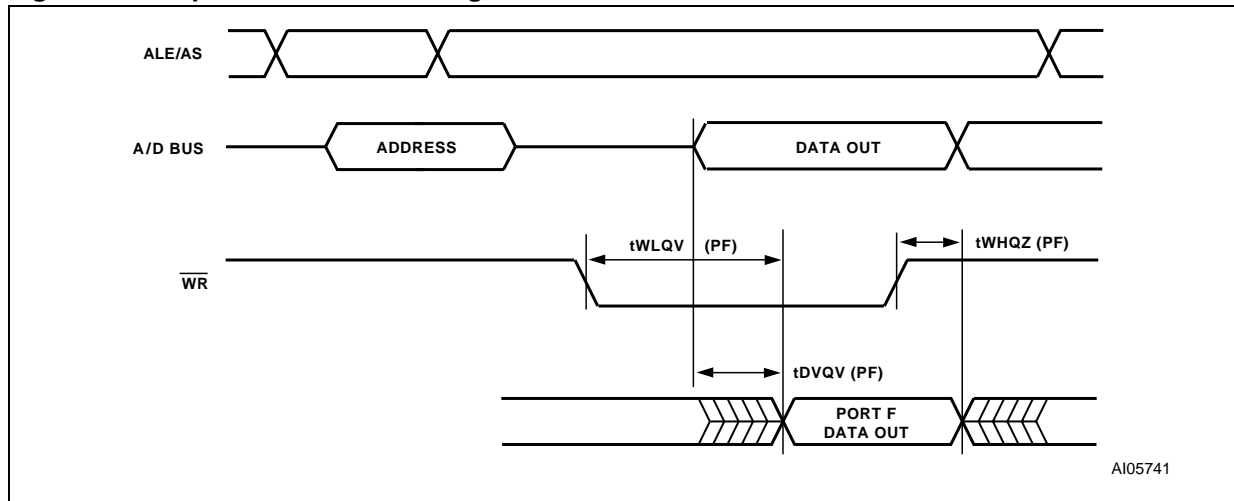 ALE/AS
A/D BUS
ADDRESS
DATA OUT
tWLQV (PF)
tWHQZ (PF)
WR
tDVQV (PF)
PORT F
DATA OUT
AI05741